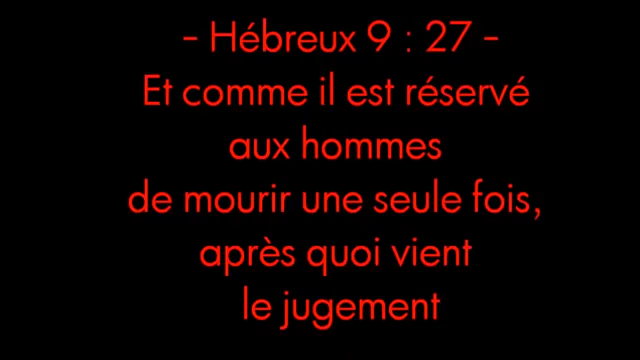 - Hébreux 9 : 27 -
Et comme il est réservé
aux hommes
de mourir une seule fois,
après quoi vient
le jugement